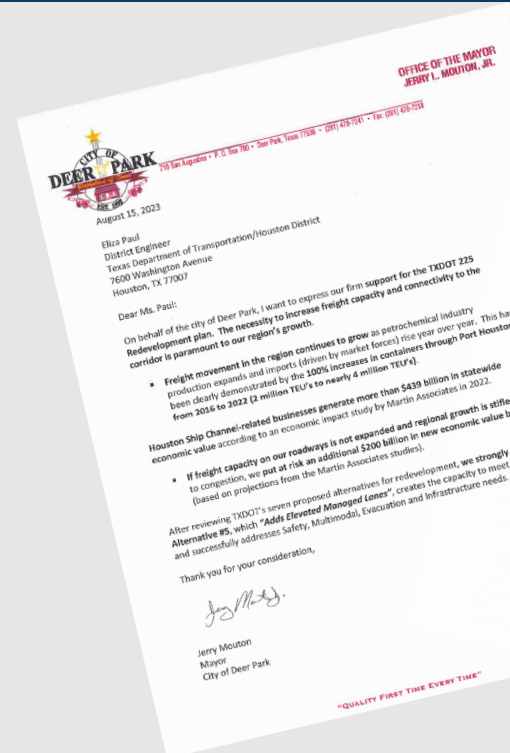 OFFICE OF THE MAYOR
JERRY L. MOUTON, JR.
CITY OF
DEER PARK
710 San Augustine • P. O. Box 700 • Deer Park, Texas 77536 • (281) 478-7241 • Fax: (281) 478-7218
August 15, 2023
Eliza Paul
District Engineer
Texas Department of Transportation/Houston District
7600 Washington Avenue
Houston, TX 77007
Dear Ms. Paul:
On behalf of the city of Deer Park, I want to express our firm support for the TXDOT 225
Redevelopment plan. The necessity to increase freight capacity and connectivity to the
corridor is paramount to our region's growth.
▪ Freight movement in the region continues to grow as petrochemical industry
production expands and imports (driven by market forces) rise year over year. This ha
been clearly demonstrated by the 100% increases in containers through Port Houston
from 2016 to 2022 (2 million TEU's to nearly 4 million TEU's).
Houston Ship Channel-related businesses generate more than $439 billion in statewide
economic value according to an economic impact study by Martin Associates in 2022.
▪ If freight capacity on our roadways is not expanded and regional growth is stifle
to congestion, we put at risk an additional $200 billion in new economic value b
(based on projections from the Martin Associates studies).
After reviewing TXDOT's seven proposed alternatives for redevelopment, we strongly
Alternative #5, which "Adds Elevated Managed Lanes", creates the capacity to meet
and successfully addresses Safety, Multimodal, Evacuation and Infrastructure needs.
Thank you for your consideration,
Jerry Mouton
Mayor
City of Deer Park
"QUALITY FIRST TIME EVERY TIME"